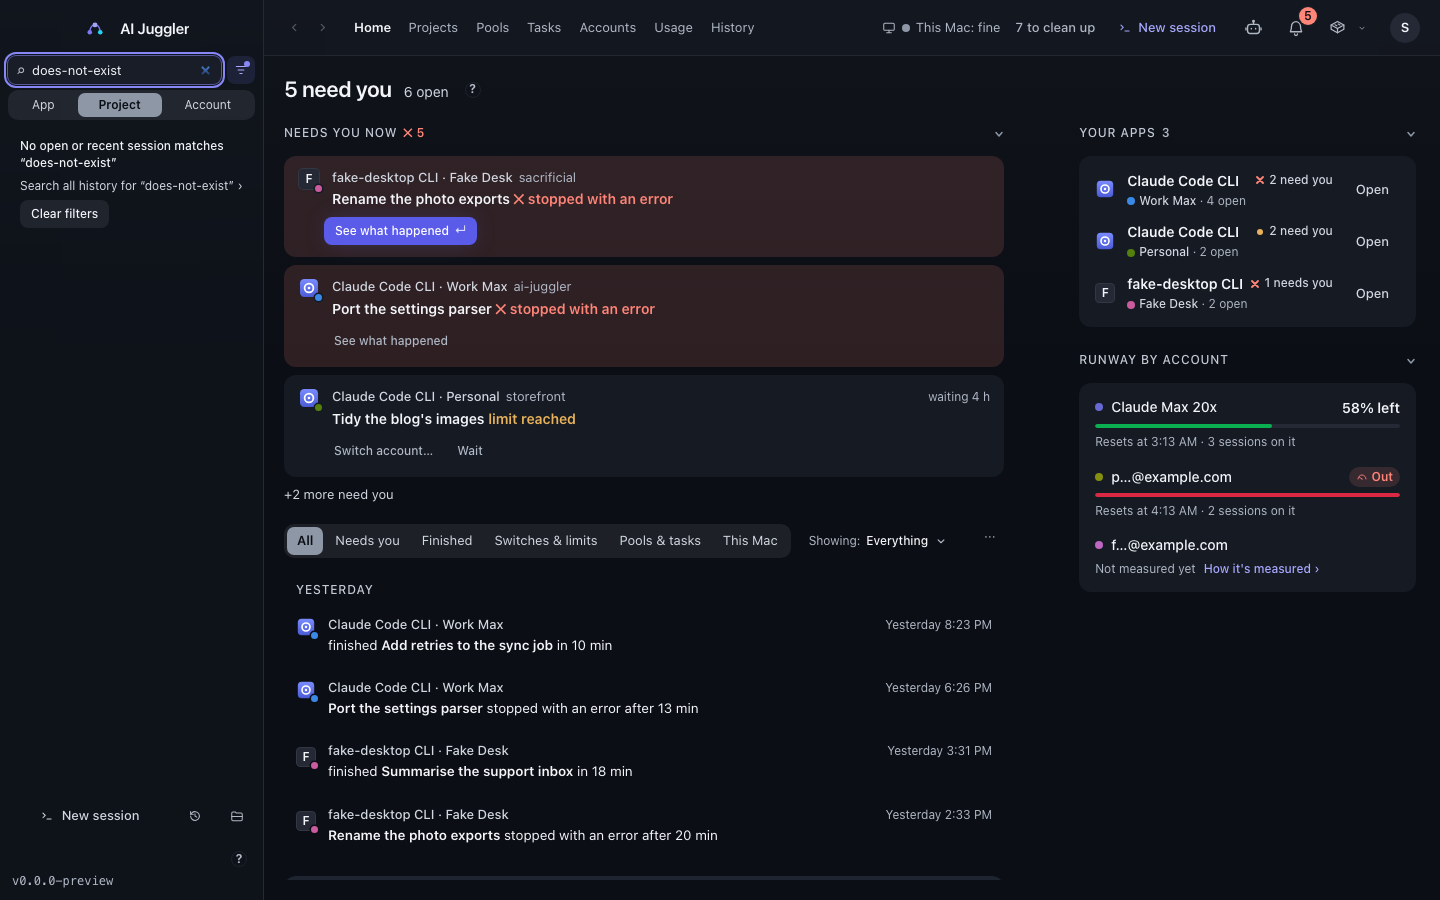 AI Juggler
does-not-exist
App Project Account
No open or recent session matches
“does-not-exist”
Search all history for “does-not-exist” ›
Clear filters
New session
?
v0.0.0-preview
Home Projects Pools Tasks Accounts Usage History
This Mac: fine 7 to clean up New session 5 S
5 need you 6 open ?
NEEDS YOU NOW 5
F fake-desktop CLI · Fake Desk sacrificial
Rename the photo exports stopped with an error
See what happened
Claude Code CLI · Work Max ai-juggler
Port the settings parser stopped with an error
See what happened
Claude Code CLI · Personal storefront waiting 4 h
Tidy the blog's images limit reached
Switch account... Wait
+2 more need you
All Needs you Finished Switches & limits Pools & tasks This Mac Showing: Everything ...
YESTERDAY
Claude Code CLI · Work Max Yesterday 8:23 PM
finished Add retries to the sync job in 10 min
Claude Code CLI · Work Max Yesterday 6:26 PM
Port the settings parser stopped with an error after 13 min
F fake-desktop CLI · Fake Desk Yesterday 3:31 PM
finished Summarise the support inbox in 18 min
F fake-desktop CLI · Fake Desk Yesterday 2:33 PM
Rename the photo exports stopped with an error after 20 min
YOUR APPS 3
Claude Code CLI 2 need you Open
Work Max · 4 open
Claude Code CLI 2 need you Open
Personal · 2 open
F fake-desktop CLI 1 needs you Open
Fake Desk · 2 open
RUNWAY BY ACCOUNT
Claude Max 20x 58% left
Resets at 3:13 AM · 3 sessions on it
p...@example.com Out
Resets at 4:13 AM · 2 sessions on it
f...@example.com
Not measured yet How it's measured ›